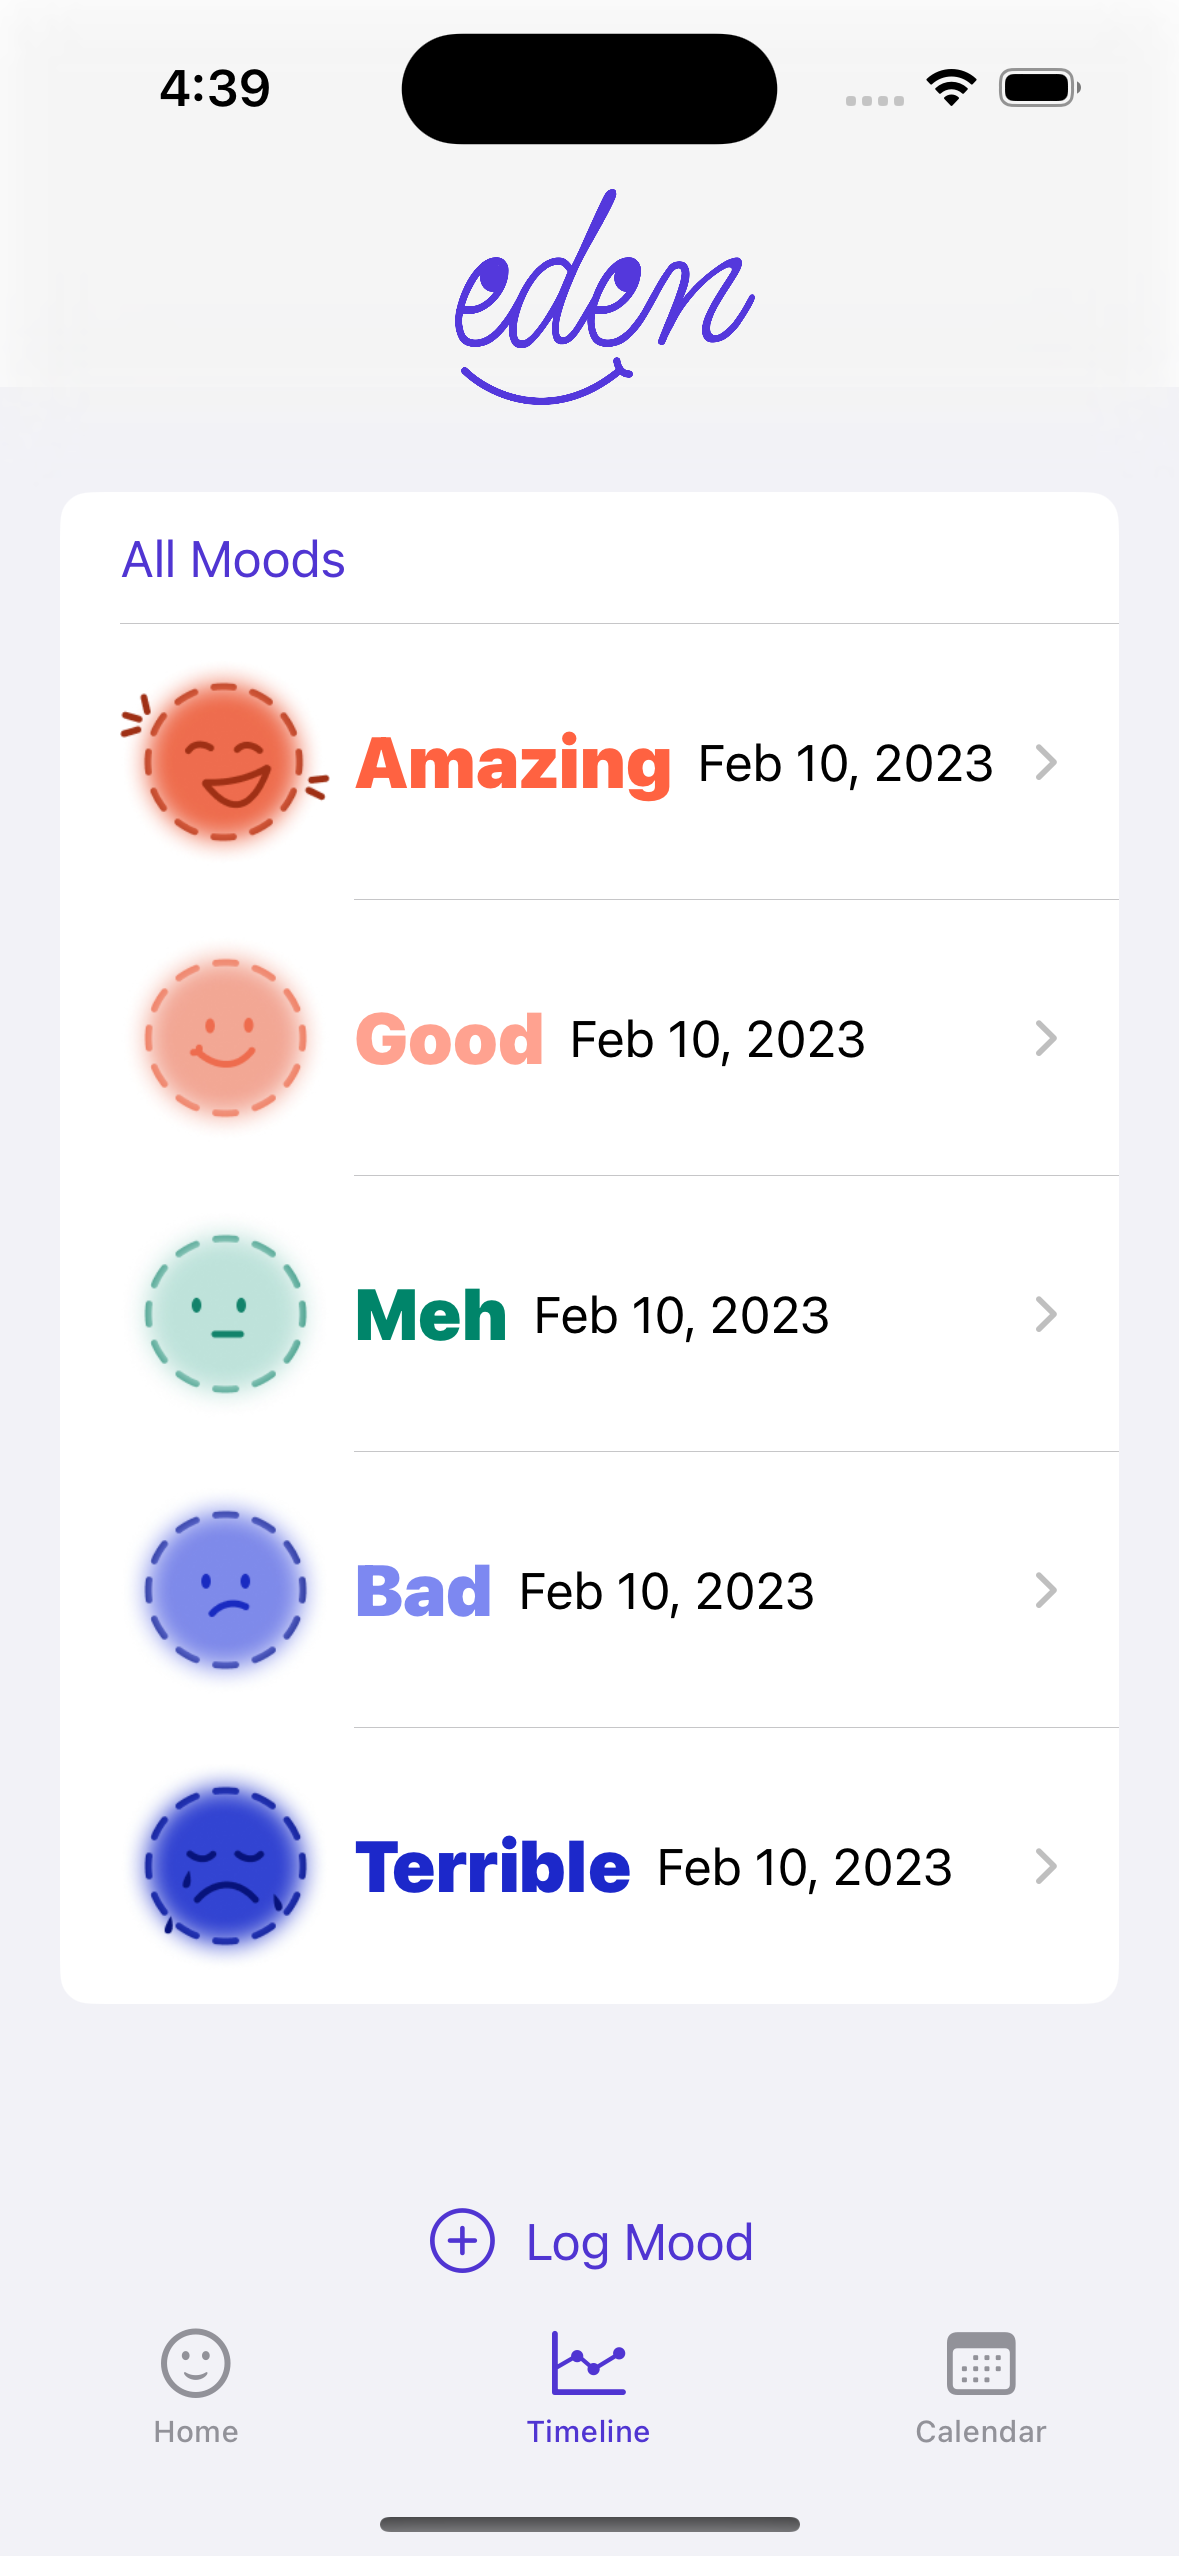 4:39
eden
All Moods
Amazing Feb 10, 2023
Good Feb 10, 2023
Meh Feb 10, 2023
Bad Feb 10, 2023
Terrible Feb 10, 2023
Log Mood
Home Timeline Calendar